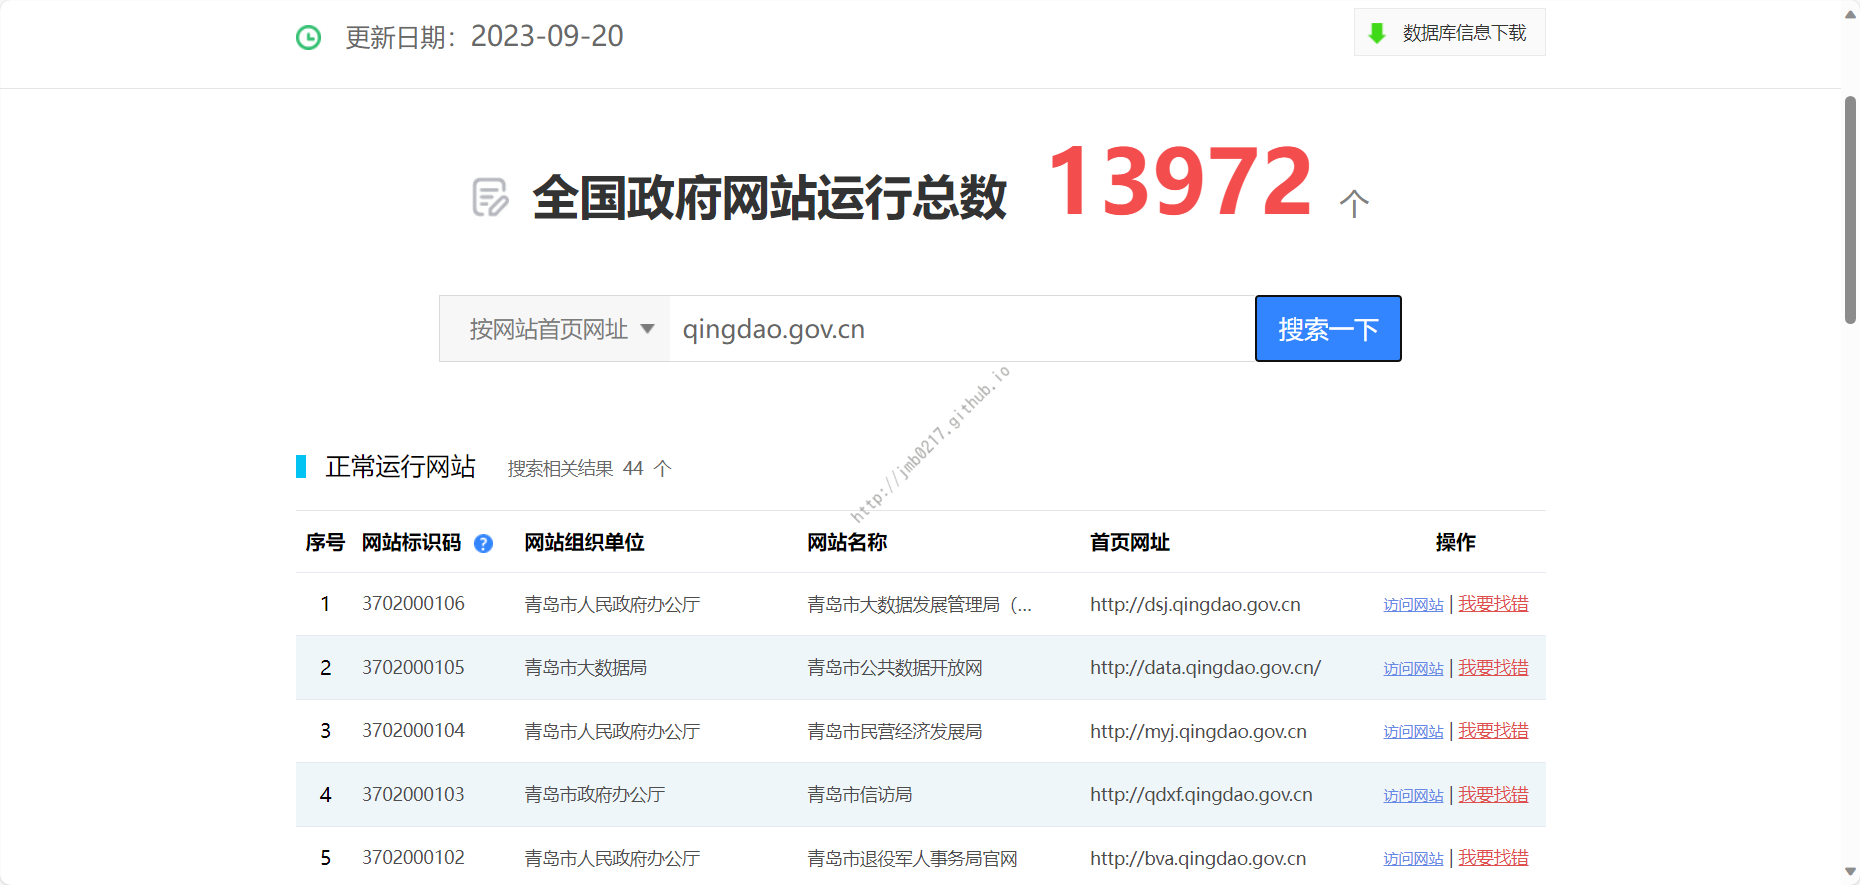 更新日期：2023-09-20
数据库信息下载
全国政府网站运行总数 13972 个
按网站首页网址 qingdao.gov.cn 搜索一下
http://jmb0217.github.io
正常运行网站 搜索相关结果 44 个
序号 网站标识码 ? 网站组织单位 网站名称 首页网址 操作
1 3702000106 青岛市人民政府办公厅 青岛市大数据发展管理局（... http://dsj.qingdao.gov.cn 访问网站 | 我要找错
2 3702000105 青岛市大数据局 青岛市公共数据开放网 http://data.qingdao.gov.cn/ 访问网站 | 我要找错
3 3702000104 青岛市人民政府办公厅 青岛市民营经济发展局 http://myj.qingdao.gov.cn 访问网站 | 我要找错
4 3702000103 青岛市政府办公厅 青岛市信访局 http://qdxf.qingdao.gov.cn 访问网站 | 我要找错
5 3702000102 青岛市人民政府办公厅 青岛市退役军人事务局官网 http://bva.qingdao.gov.cn 访问网站 | 我要找错